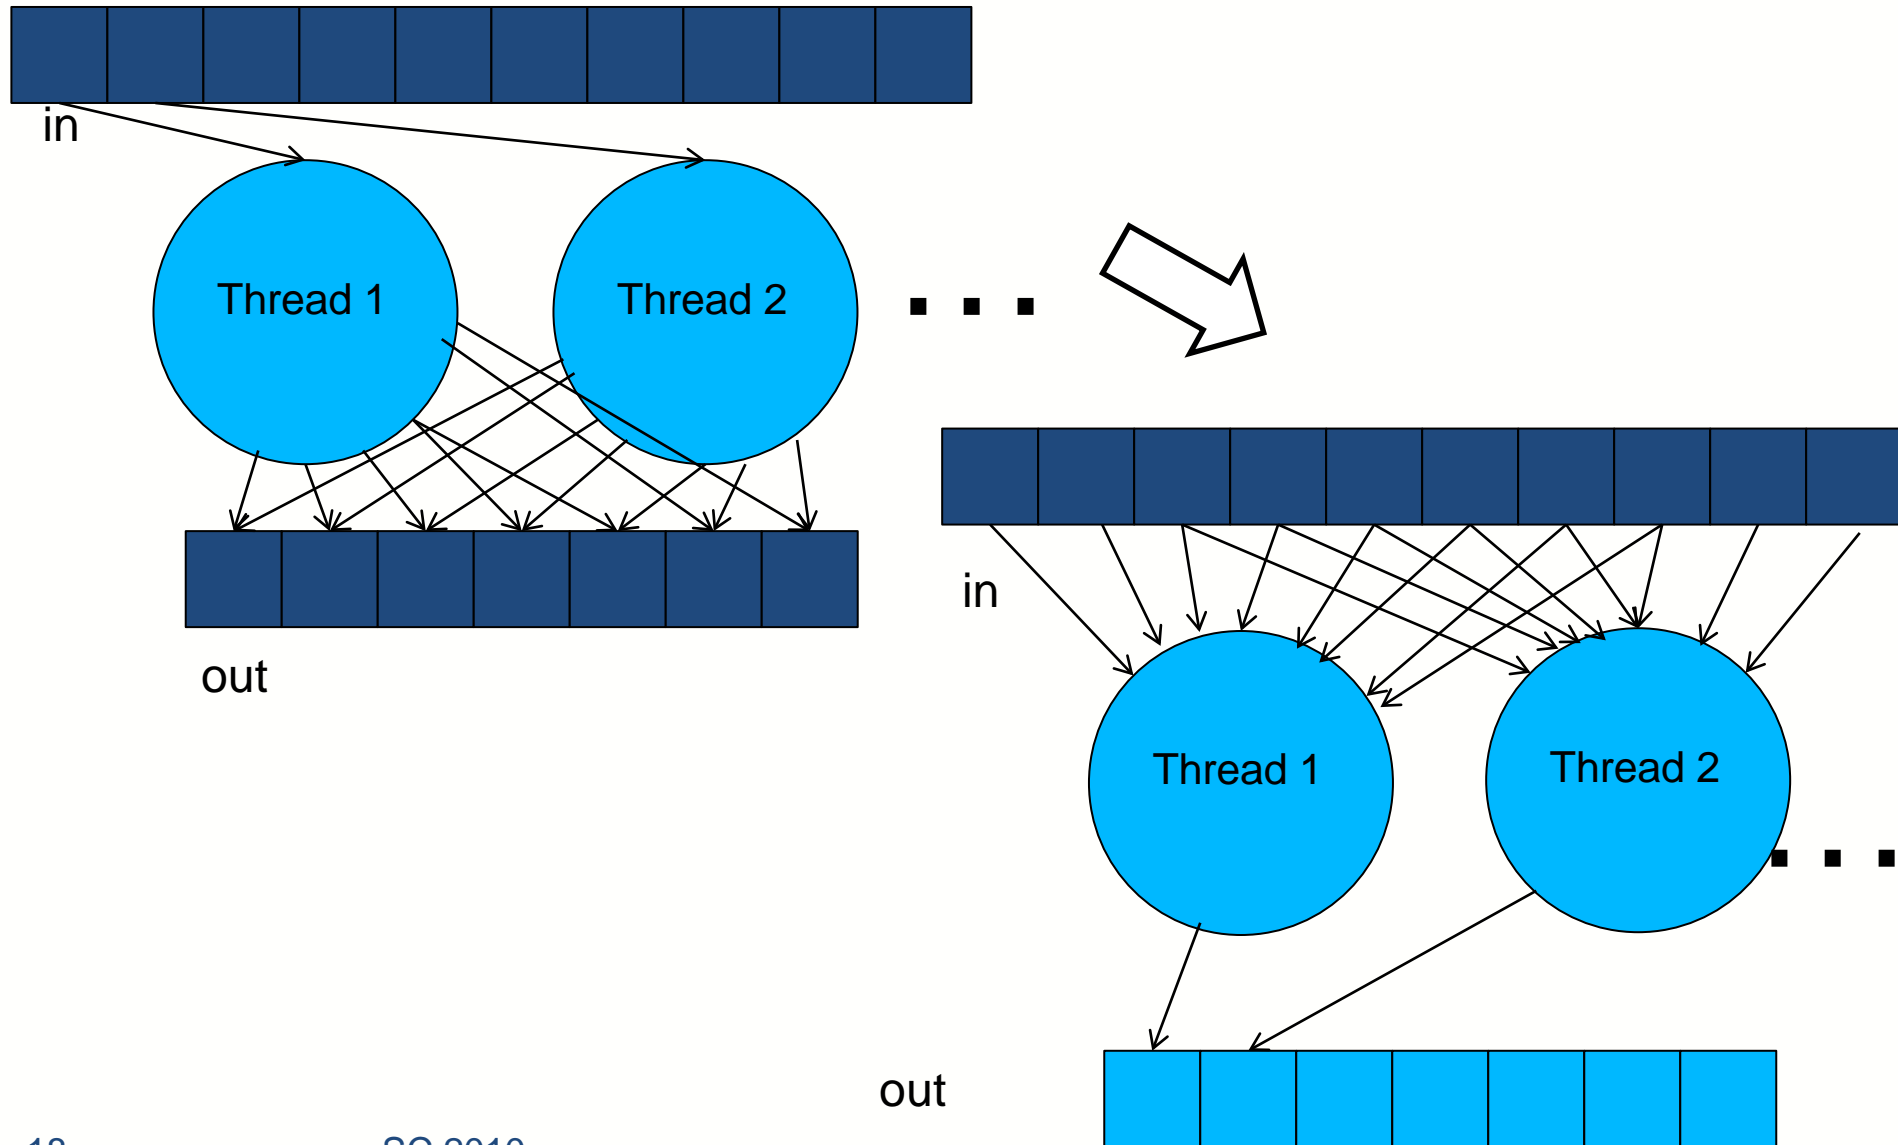 in
Thread 1
Thread 2
. . .
out
in
Thread 1
Thread 2
. . .
out